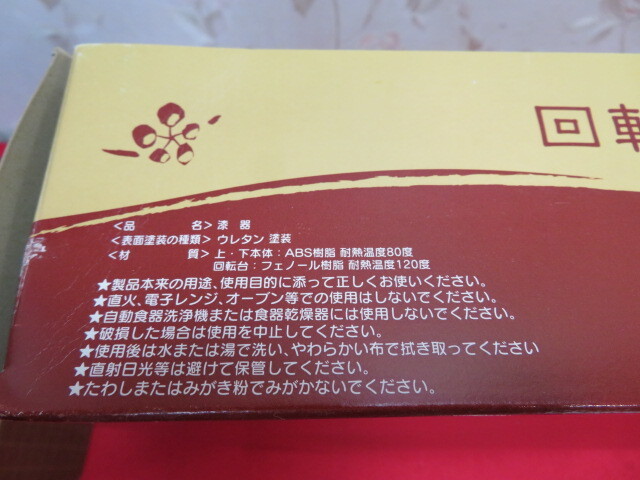 回転
<品　　　名>漆 器
<表面塗装の種類>ウレタン 塗装
<材　　　質>上・下本体：ABS樹脂 耐熱温度80度
回転台：フェノール樹脂 耐熱温度120度
★製品本来の用途、使用目的に添って正しくお使いください。
★直火、電子レンジ、オーブン等での使用はしないでください。
★自動食器洗浄機または食器乾燥器には使用しないでください。
★破損した場合は使用を中止してください。
★使用後は水または湯で洗い、やわらかい布で拭き取ってください
★直射日光等は避けて保管してください。
★たわしまたはみがき粉でみがかないでください。